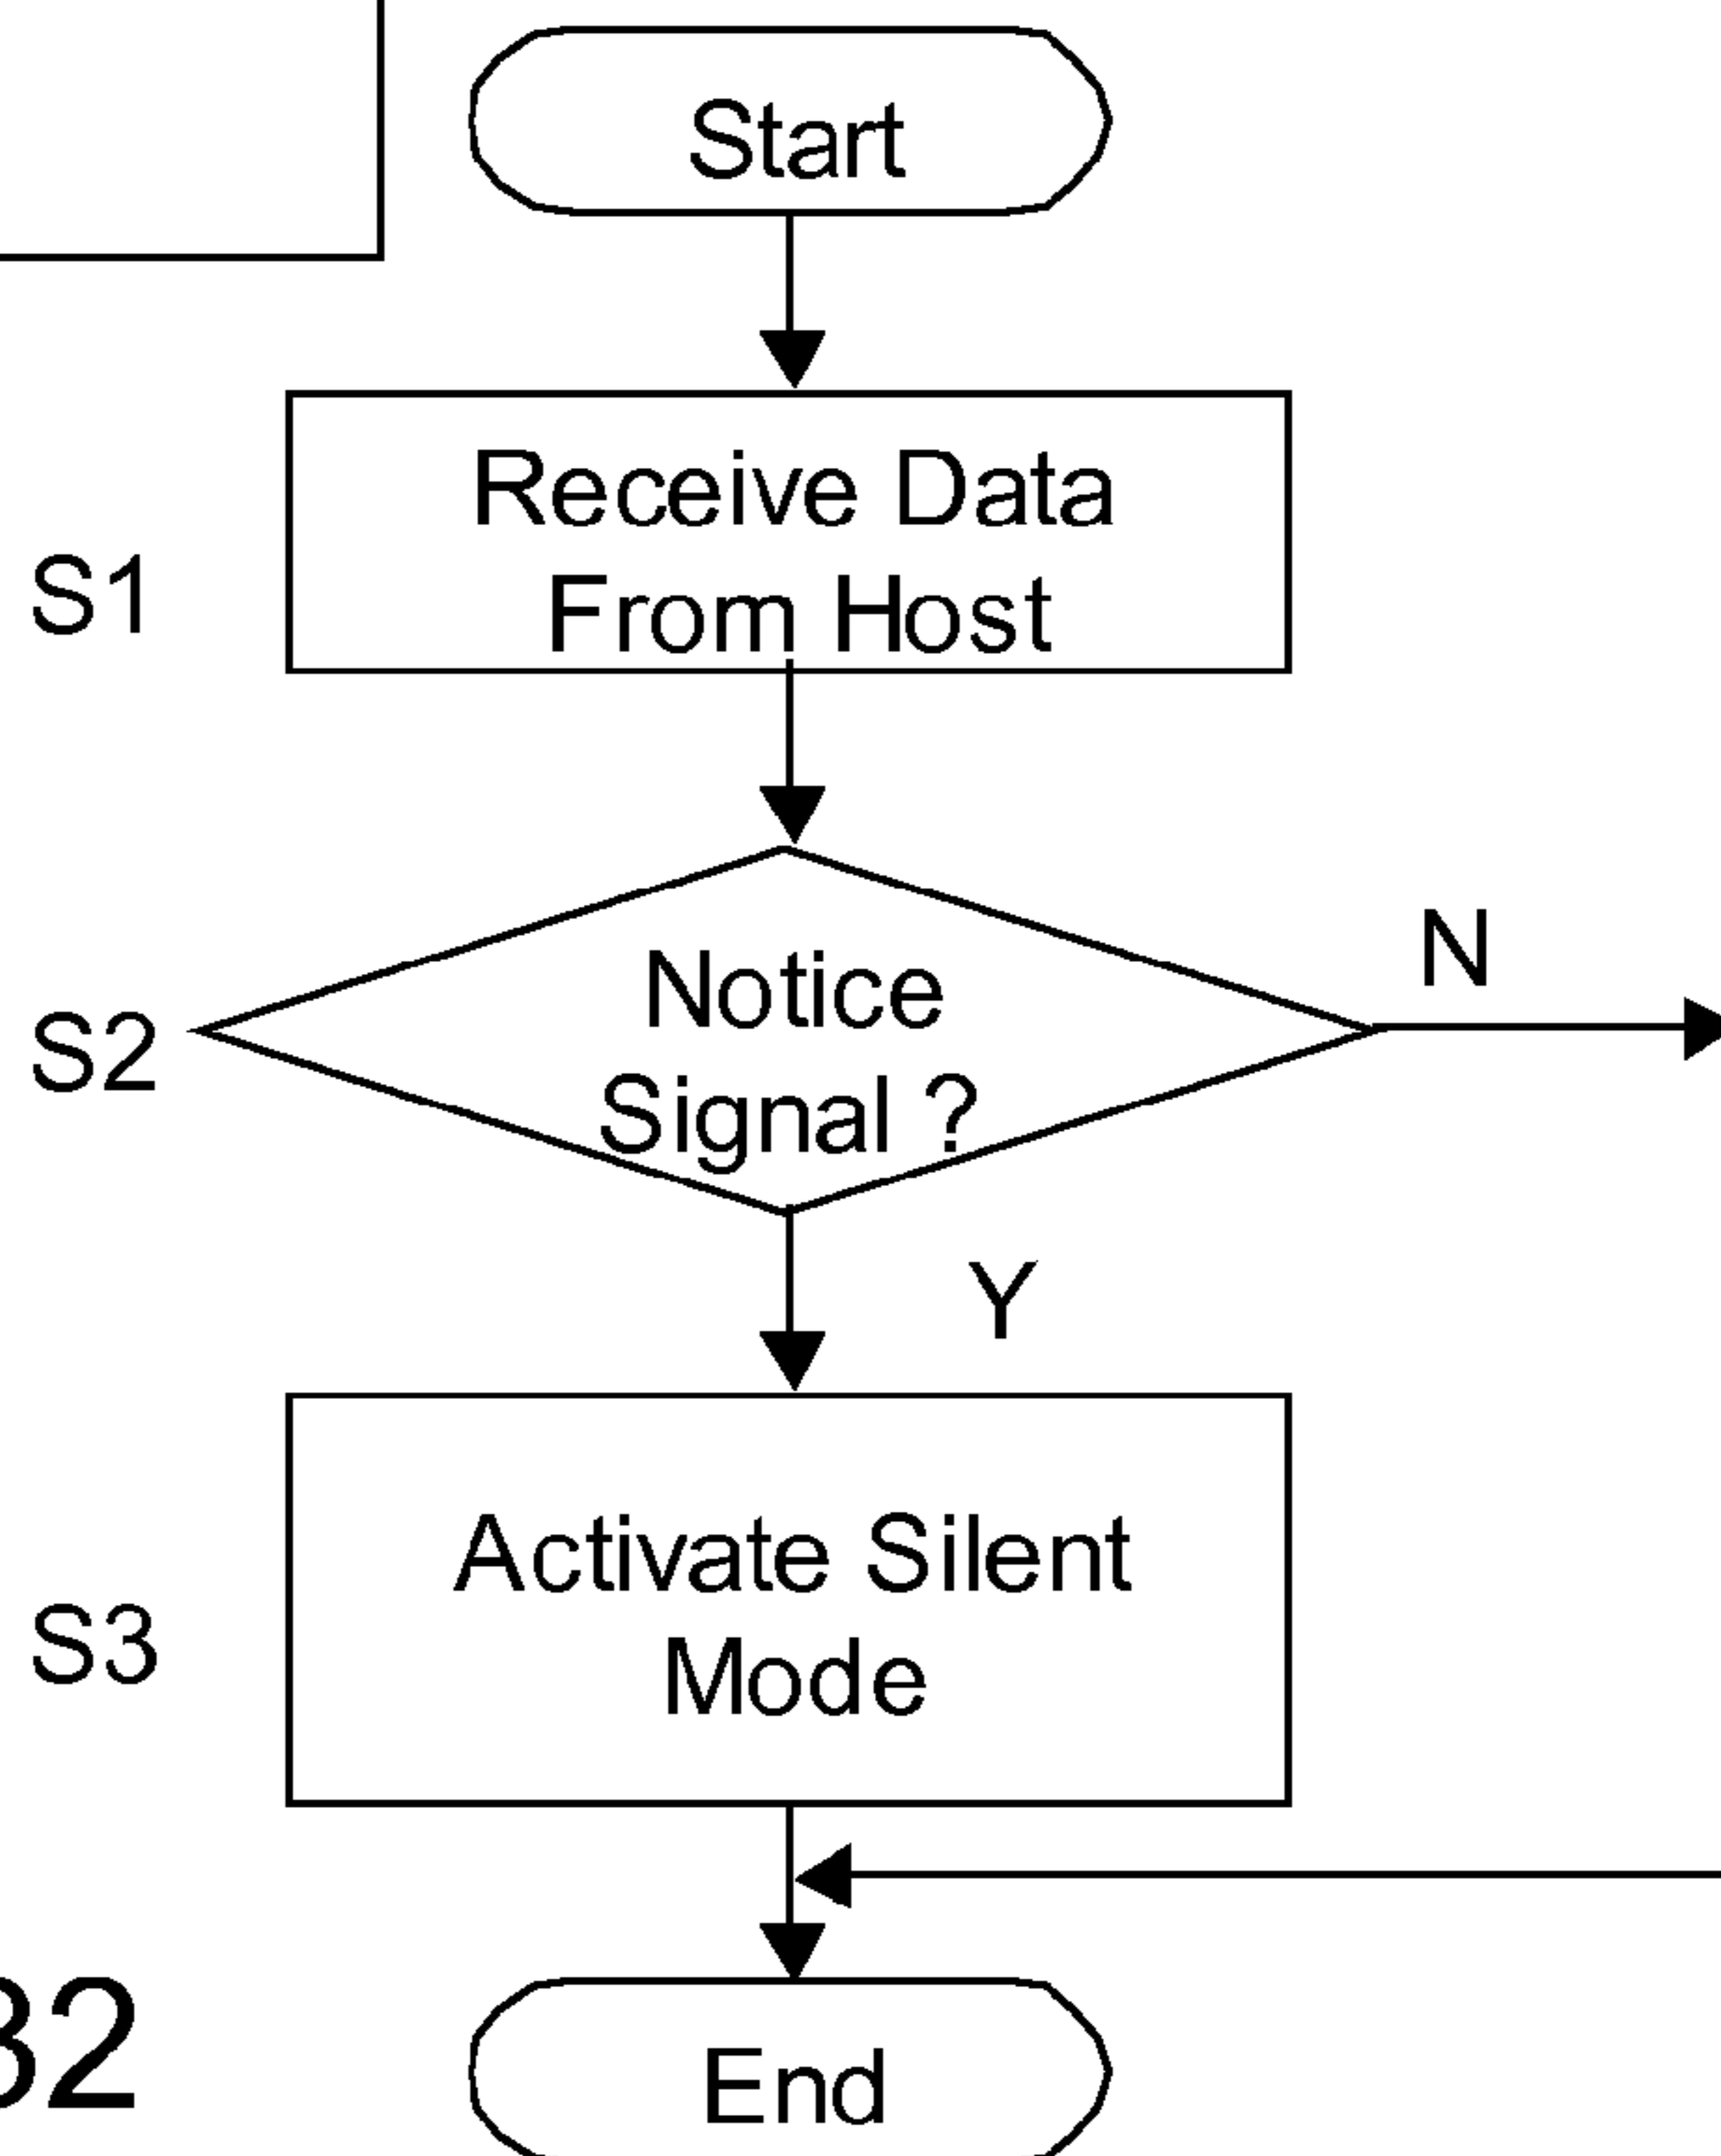 Start
Receive Data
From Host
S1
Notice
Signal ?
S2
N
Y
Activate Silent
Mode
S3
End